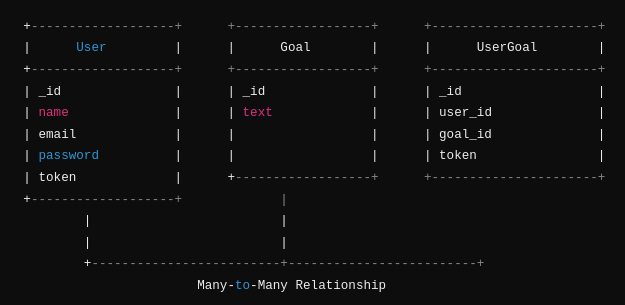 +-------------------+      +------------------+      +----------------------+
|      User         |      |      Goal        |      |      UserGoal        |
+-------------------+      +------------------+      +----------------------+
| _id               |      | _id              |      | _id                  |
| name              |      | text             |      | user_id              |
| email             |      |                  |      | goal_id              |
| password          |      |                  |      | token                |
| token             |      +------------------+      +----------------------+
+-------------------+             |
        |                         |
        |                         |
        +-------------------------+-------------------------+
                       Many-to-Many Relationship